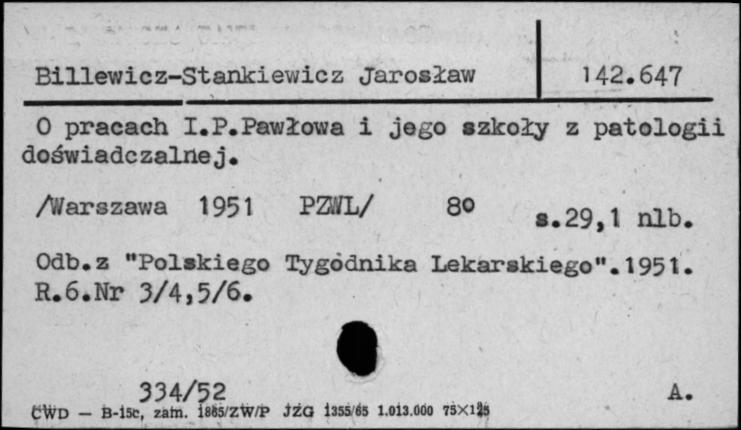 Billewicz-Stankiewicz Jarosław 142.647
O pracach I.P.Pawłowa i jego szkoły z patologii
doświadczalnej.
/Warszawa 1951 PZWL/ 8º s.29,1 nlb.
Odb.z "Polskiego Tygodnika Lekarskiego".1951.
R.6.Nr 3/4,5/6.
334/52 A.
CWD — B-15c, zam. 1865/ZW/P JZG 1355/65 1.013.000 75×125